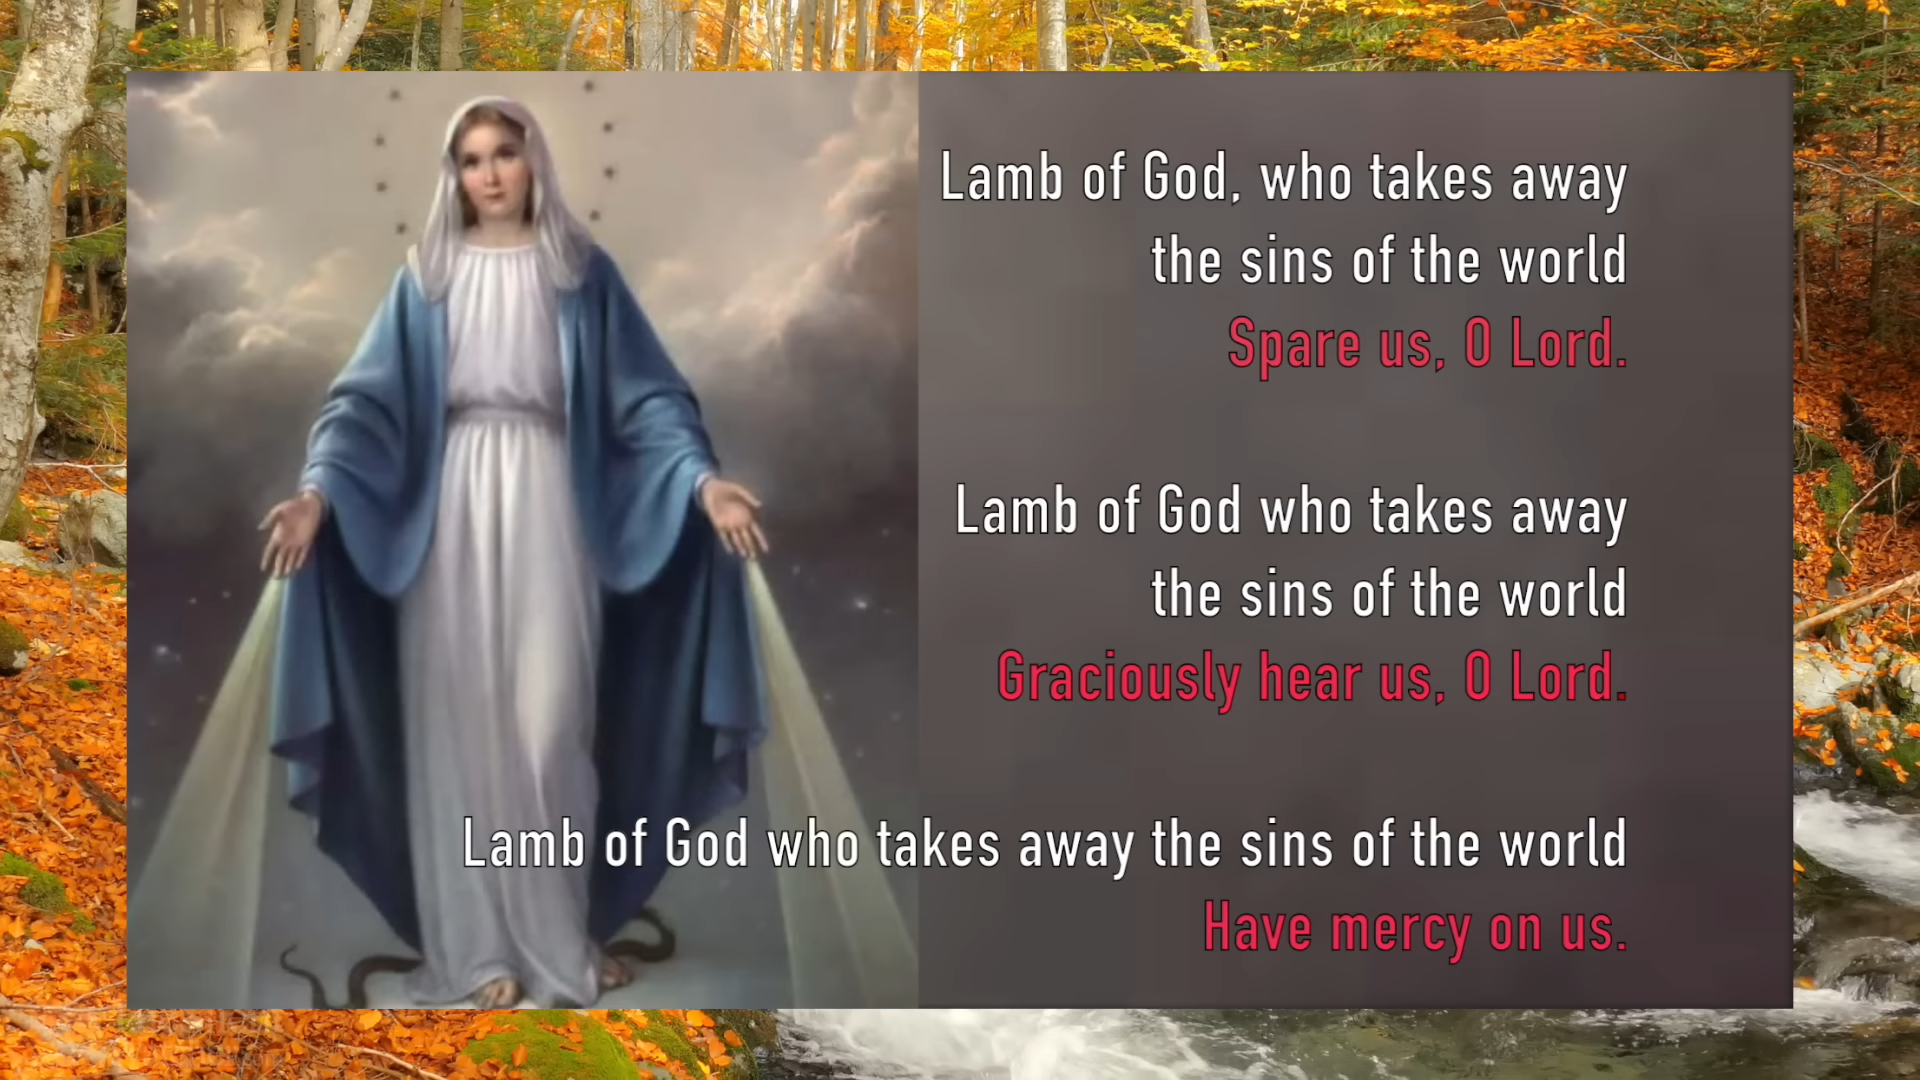 Lamb of God, who takes away
the sins of the world
Spare us, O Lord.
Lamb of God who takes away
the sins of the world
Graciously hear us, O Lord.
Lamb of God who takes away the sins of the world
Have mercy on us.